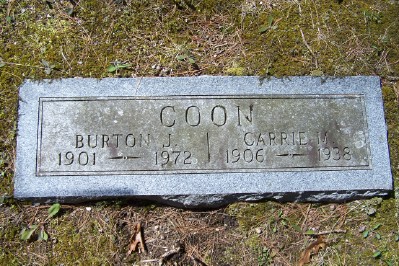 COON
BURTON J. CARRIE M.
1901 — 1972 1906 — 1938